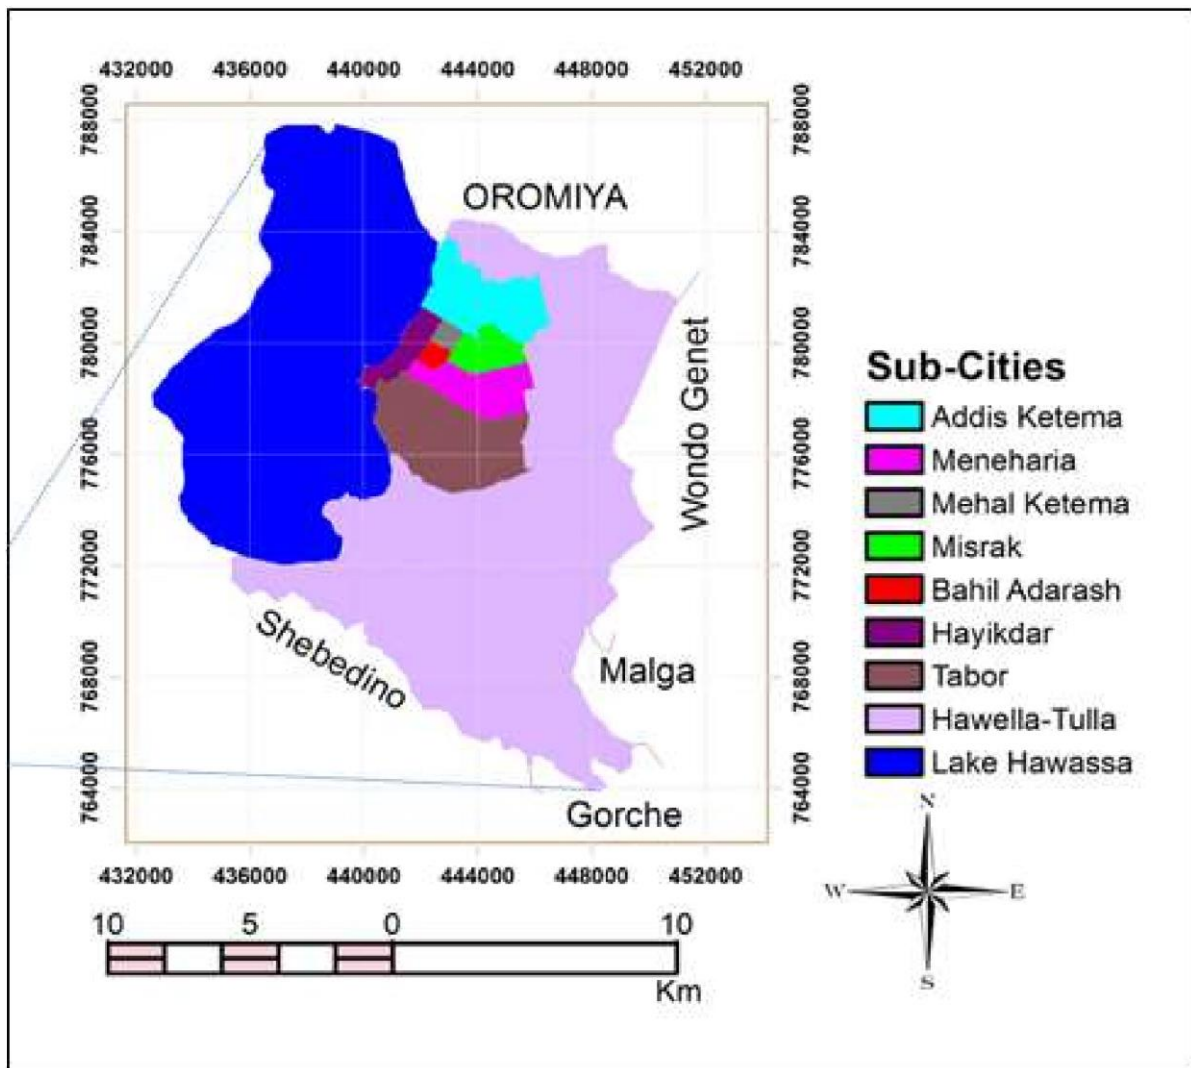 432000 436000 440000 444000 448000 452000
788000 788000
784000 784000
780000 780000
776000 776000
772000 772000
768000 768000
764000 764000
OROMIYA
Wondo Genet
Shebedino
Malga
Gorche
432000 436000 440000 444000 448000 452000
Sub-Cities
Addis Ketema
Meneharia
Mehal Ketema
Misrak
Bahil Adarash
Hayikdar
Tabor
Hawella-Tulla
Lake Hawassa
N
W E
S
10 5 0 10
Km